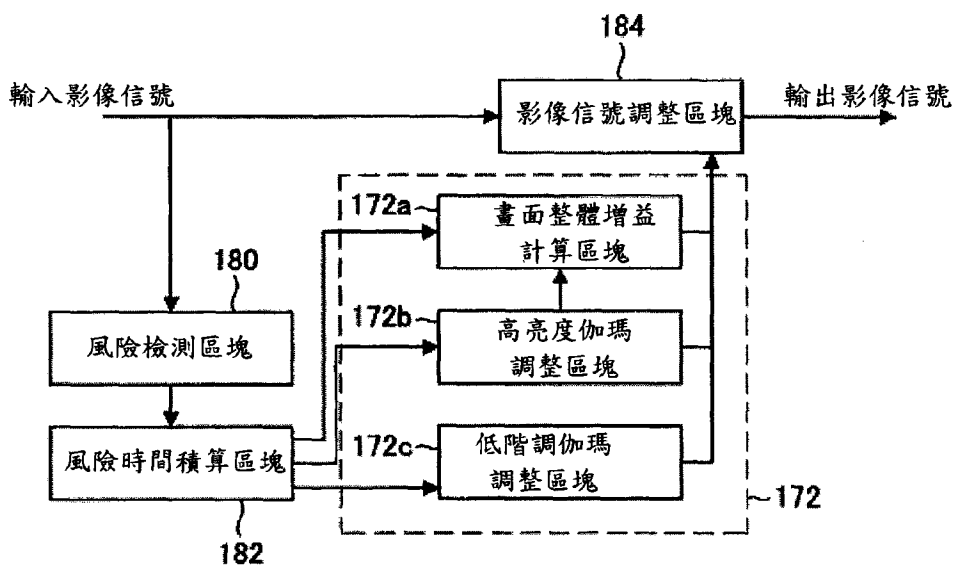 184
輸入影像信號
影像信號調整區塊
輸出影像信號
172a
畫面整體增益
計算區塊
180
風險檢測區塊
172b
高亮度伽瑪
調整區塊
風險時間積算區塊
182
172c
低階調伽瑪
調整區塊
172